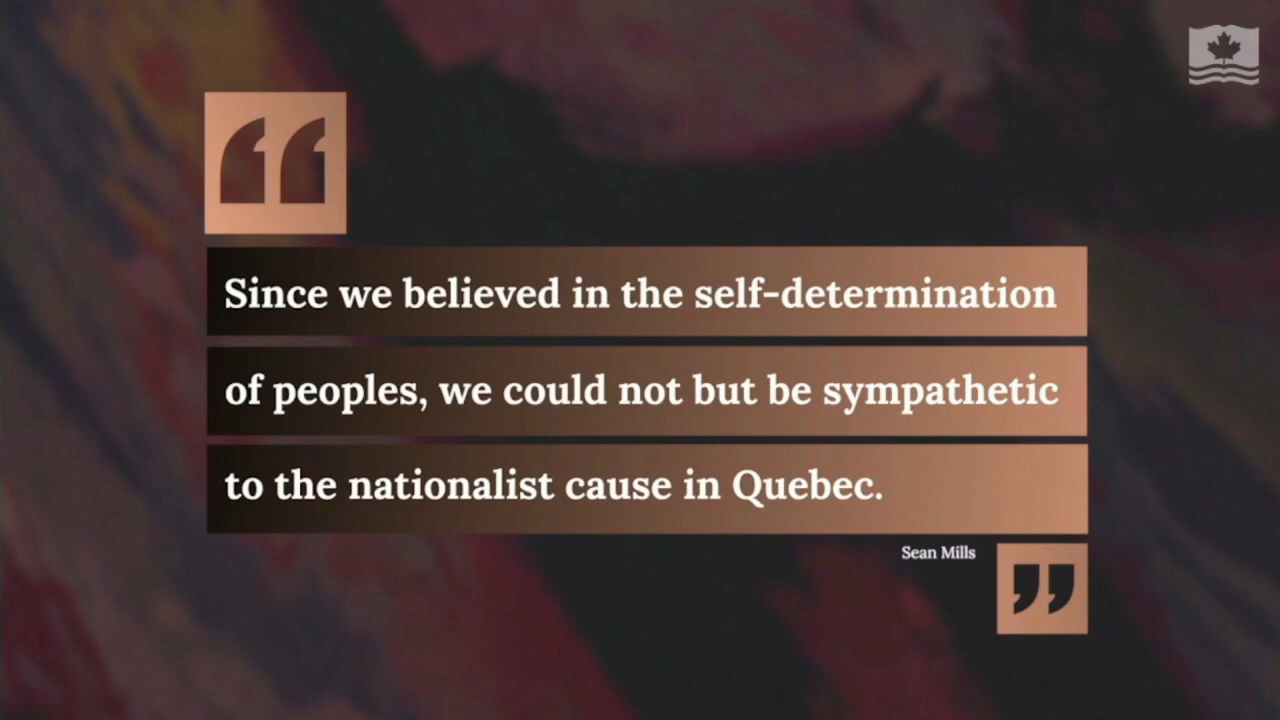 Since we believed in the self-determination
of peoples, we could not but be sympathetic
to the nationalist cause in Quebec.
Sean Mills